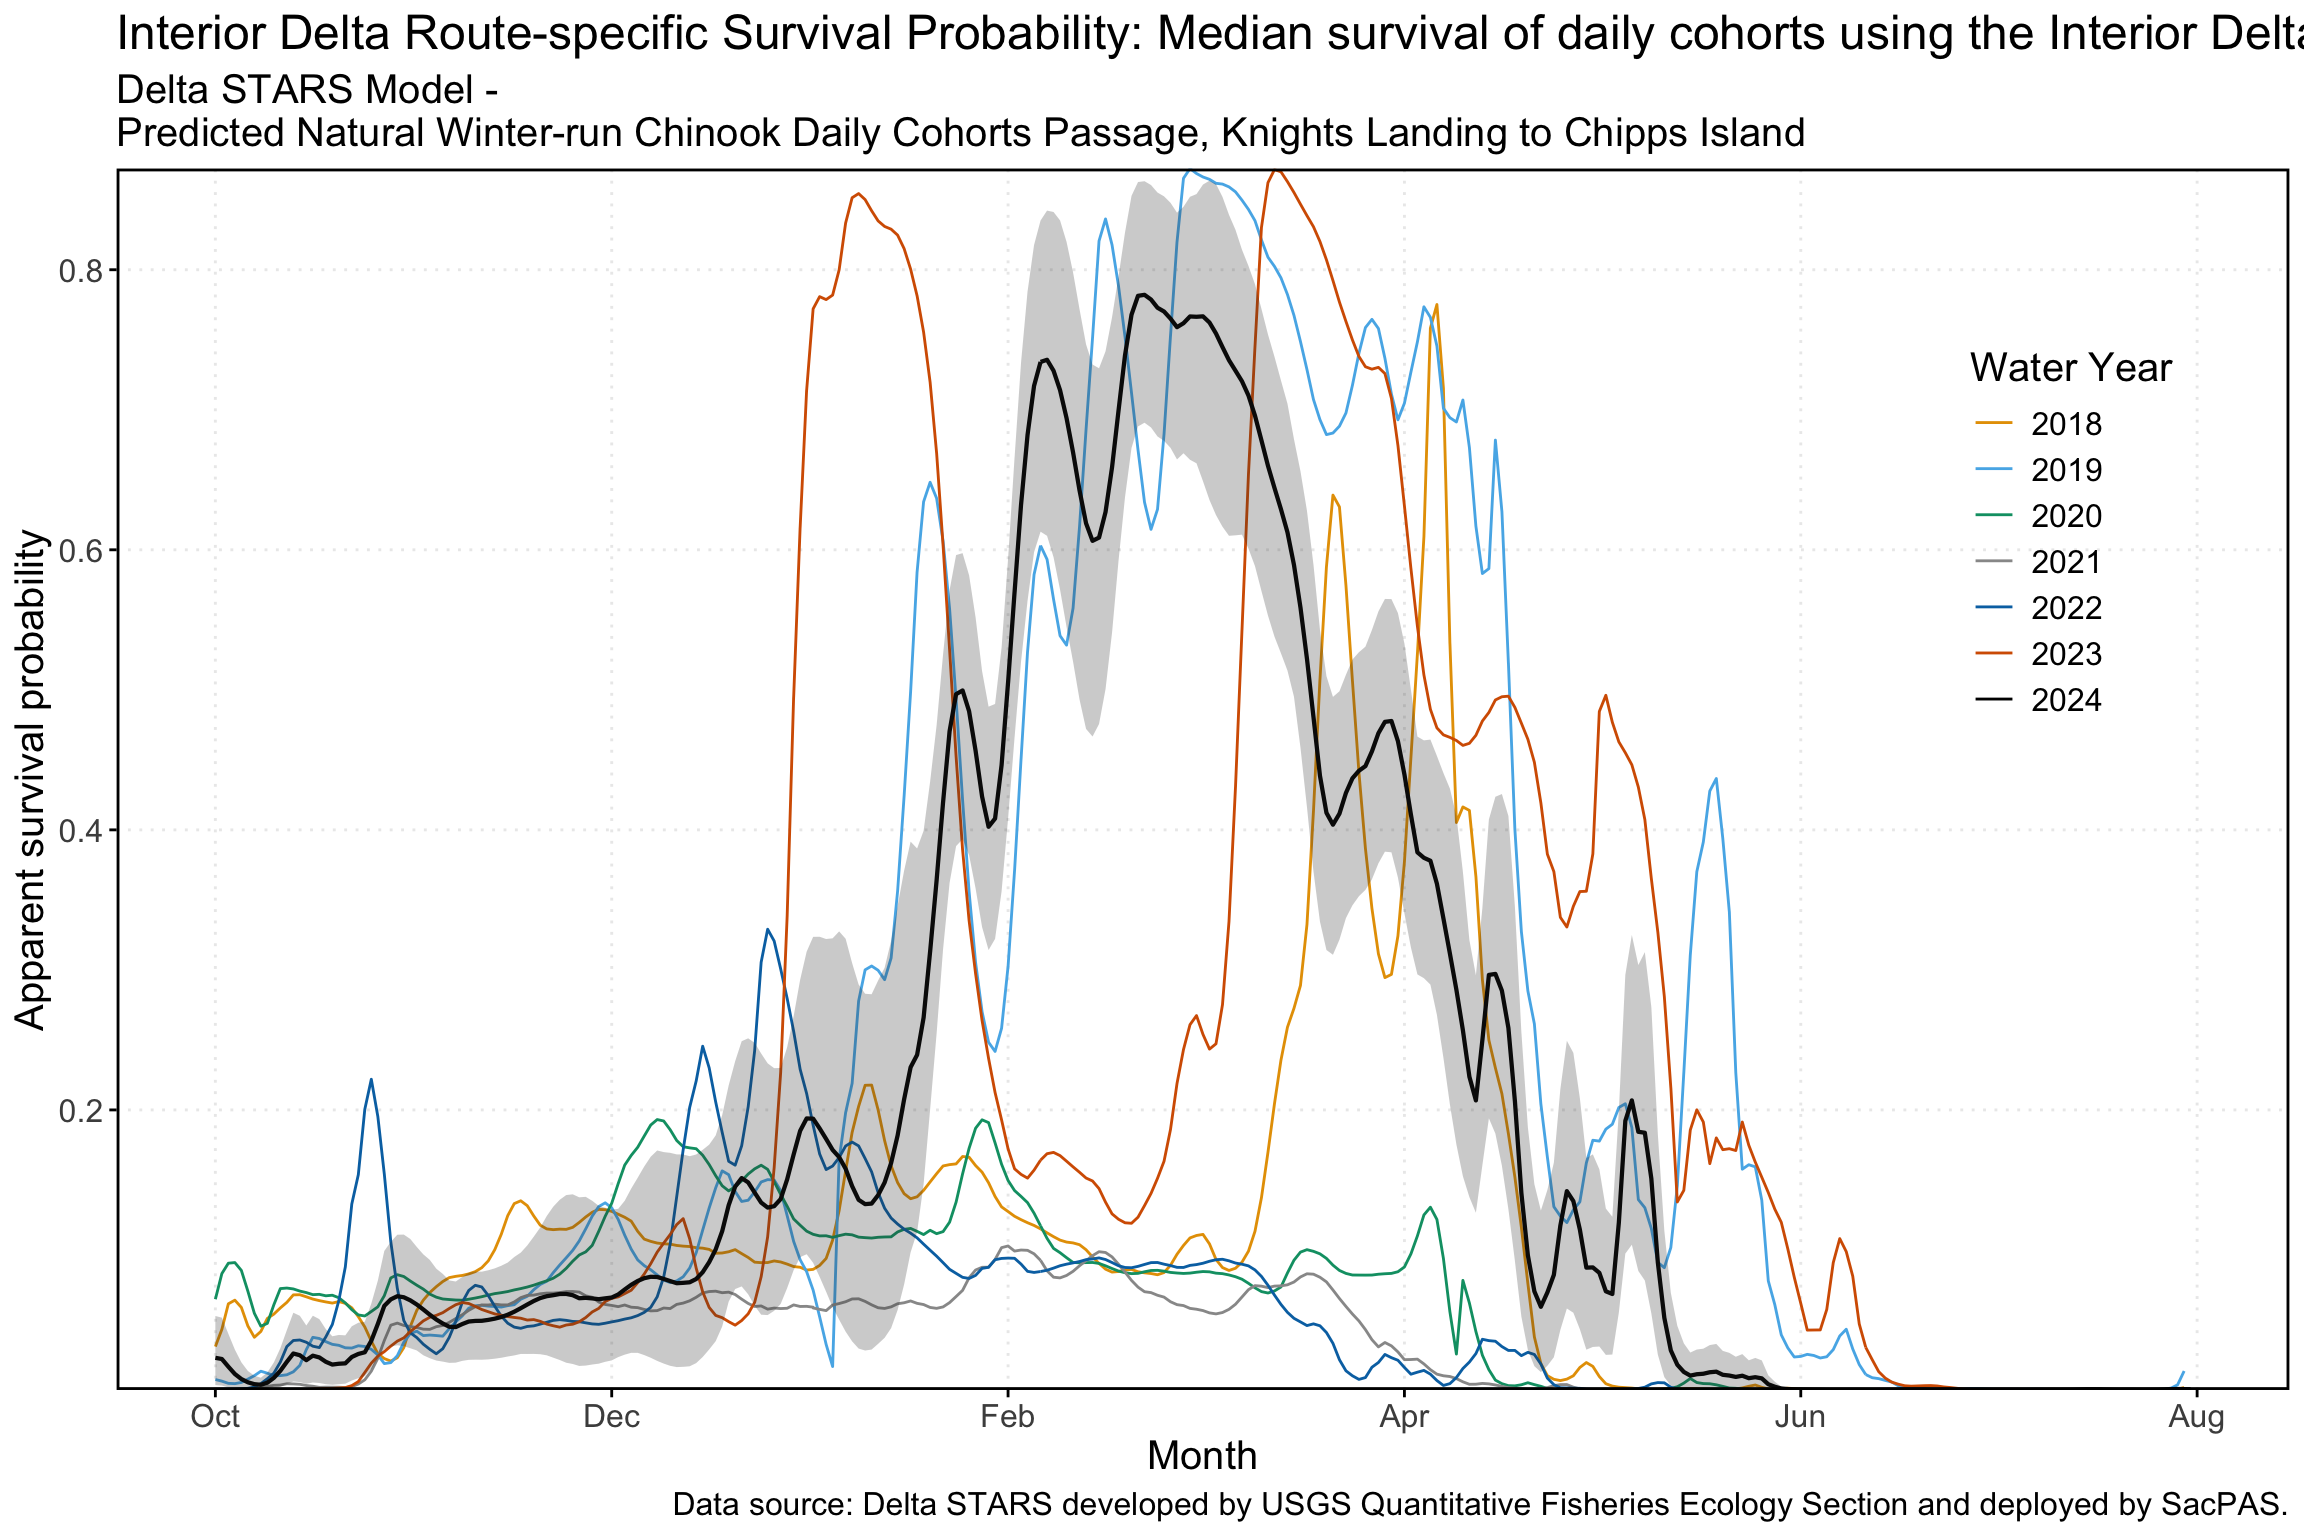 Interior Delta Route-specific Survival Probability: Median survival of daily cohorts using the Interior Delta
Delta STARS Model -
Predicted Natural Winter-run Chinook Daily Cohorts Passage, Knights Landing to Chipps Island
Apparent survival probability
0.8
0.6
0.4
0.2
Water Year
2018
2019
2020
2021
2022
2023
2024
Oct
Dec
Feb
Apr
Jun
Aug
Month
Data source: Delta STARS developed by USGS Quantitative Fisheries Ecology Section and deployed by SacPAS.